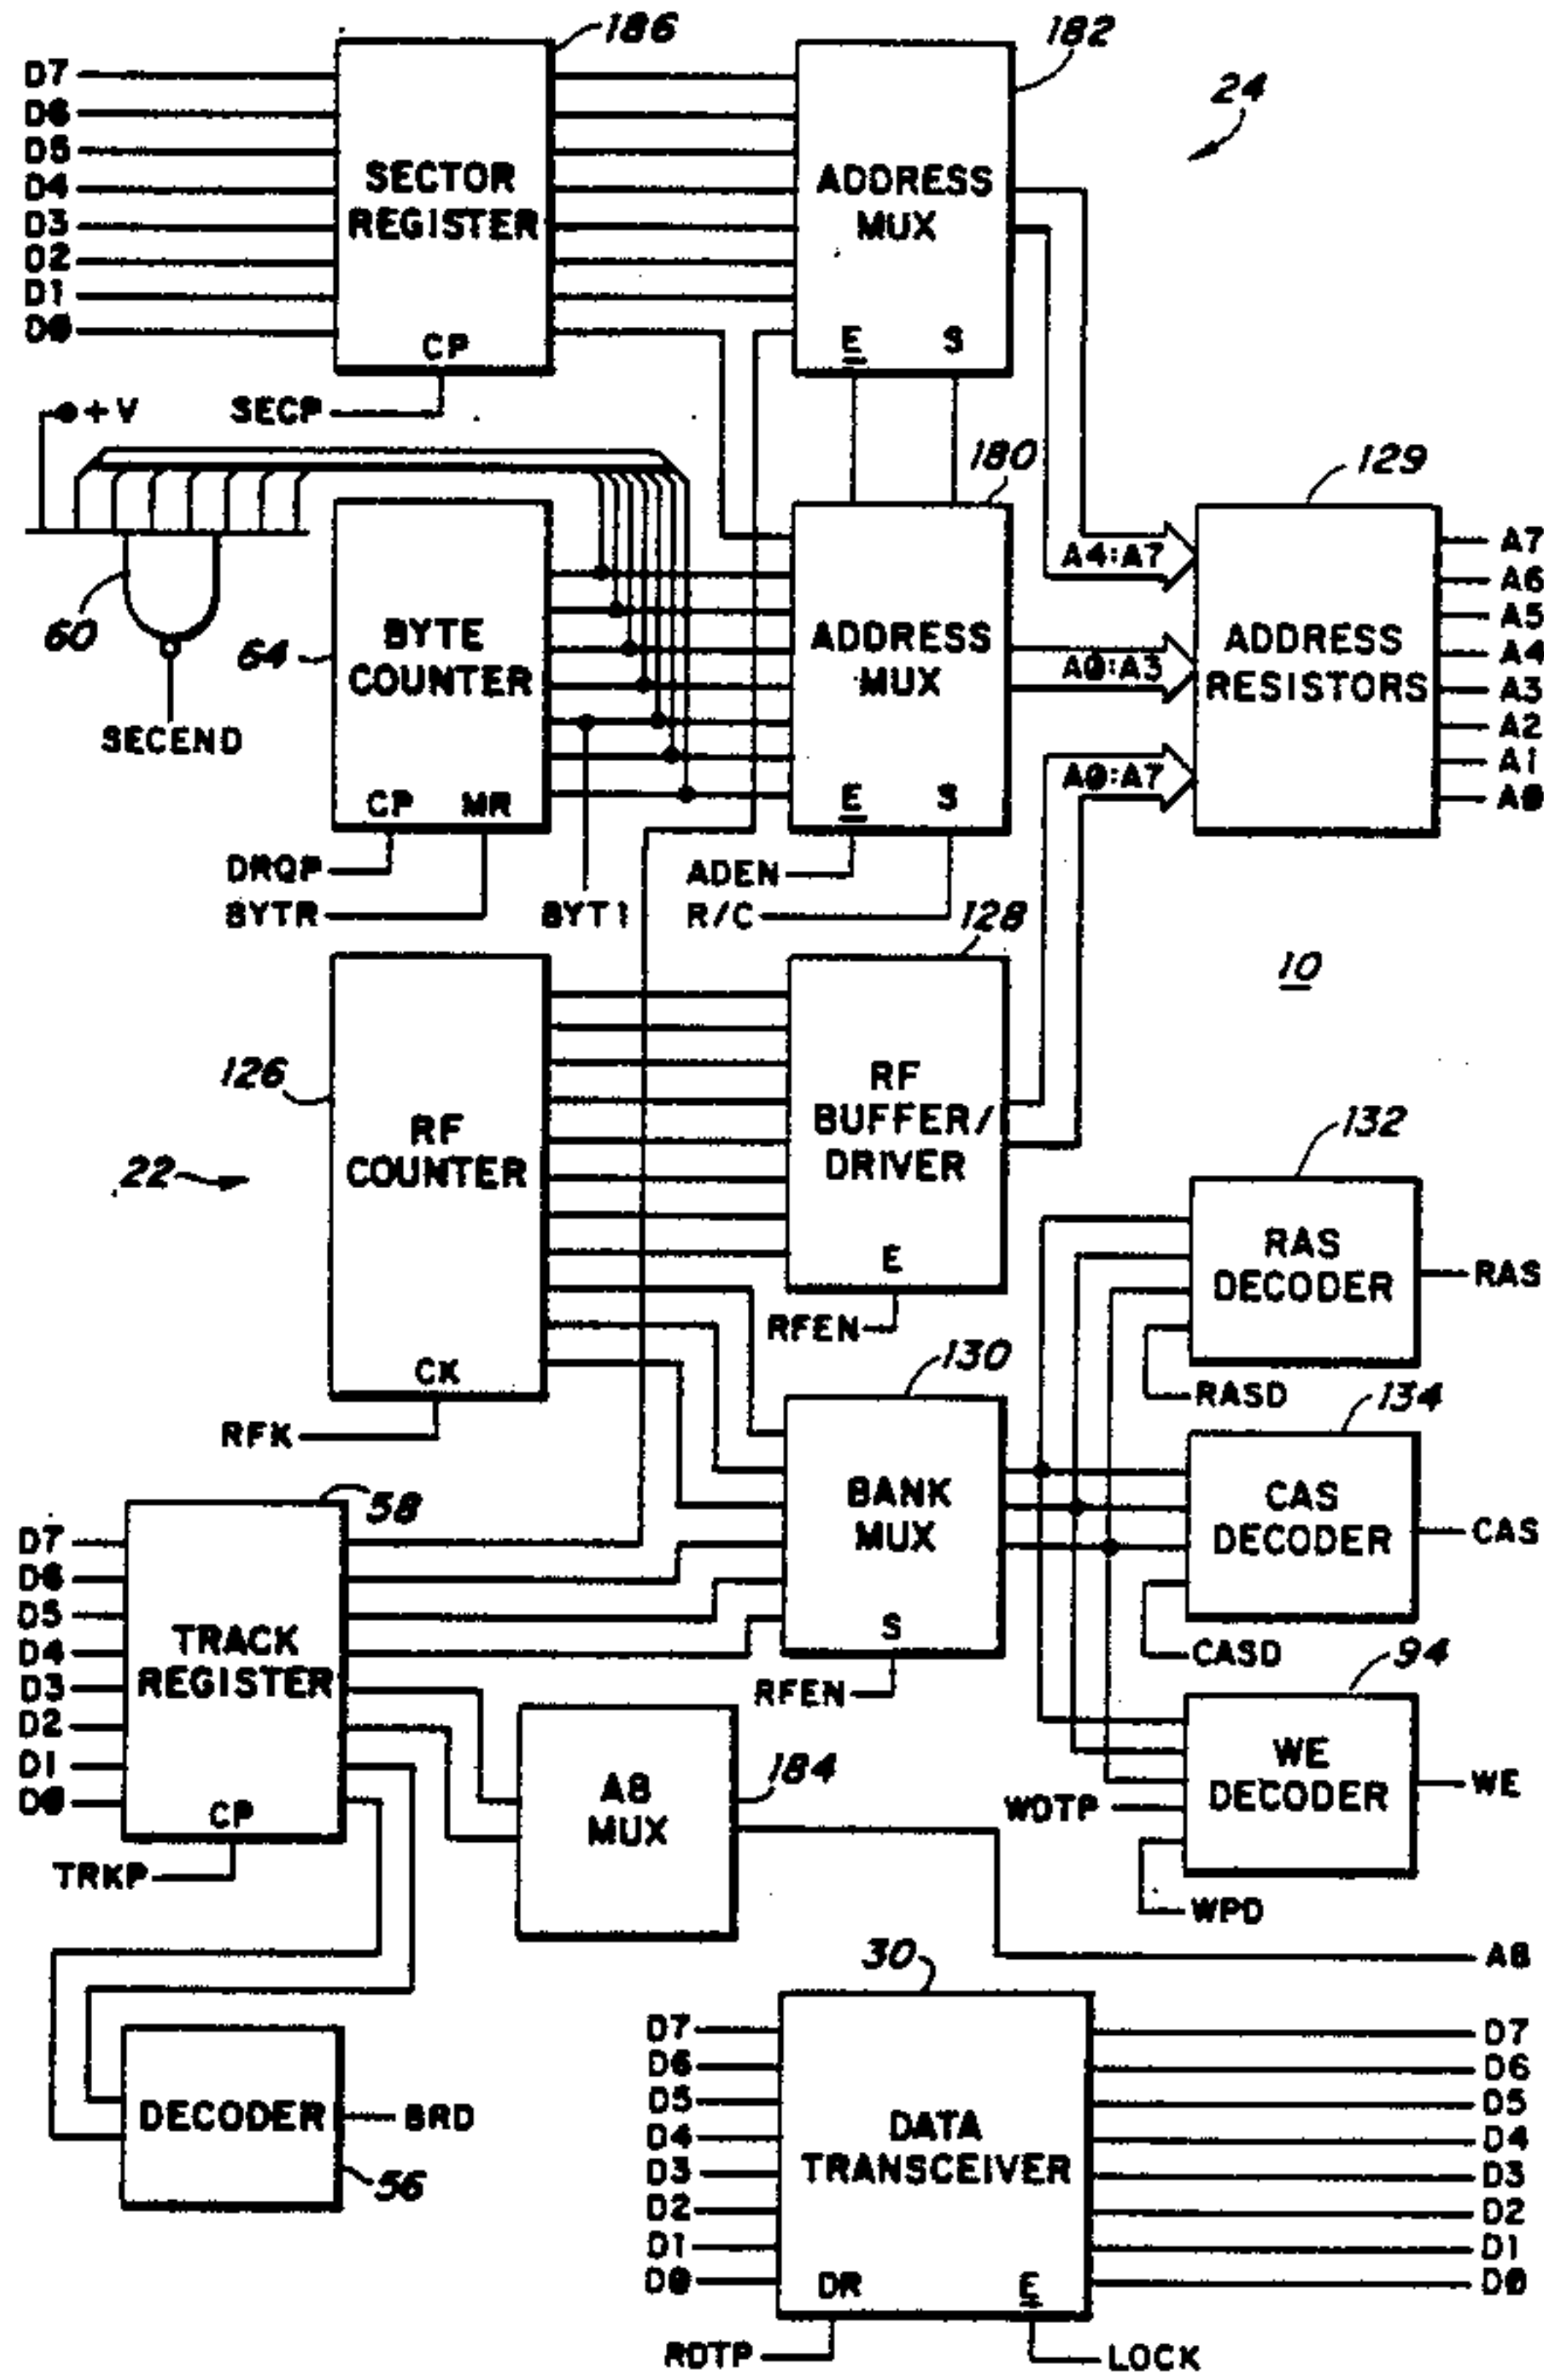 186
182
24
D7
D6
D5
D4
D3
D2
D1
D0
SECTOR
REGISTER
CP
ADDRESS
MUX
E S
+V
SECP
180
129
60
64
BYTE
COUNTER
CP MR
ADDRESS
MUX
E S
A4:A7
A0:A3
A0:A7
ADDRESS
RESISTORS
A7
A6
A5
A4
A3
A2
A1
A0
SECEND
DRQP
BYTR
BYT1
ADEN
R/C
128
10
126
RF
COUNTER
CK
22
RF
BUFFER/
DRIVER
E
132
RAS
DECODER
RAS
RFEN
RFK
130
RASD
134
58
BANK
MUX
S
CAS
DECODER
CAS
D7
D6
D5
D4
D3
D2
D1
D0
TRACK
REGISTER
CP
CASD
94
RFEN
A8
MUX
184
WE
DECODER
WE
WDTP
TRKP
WPD
A8
30
DECODER
BRD
56
D7
D6
D5
D4
D3
D2
D1
D0
DATA
TRANSCEIVER
DR E
D7
D6
D5
D4
D3
D2
D1
D0
RDTP
LOCK